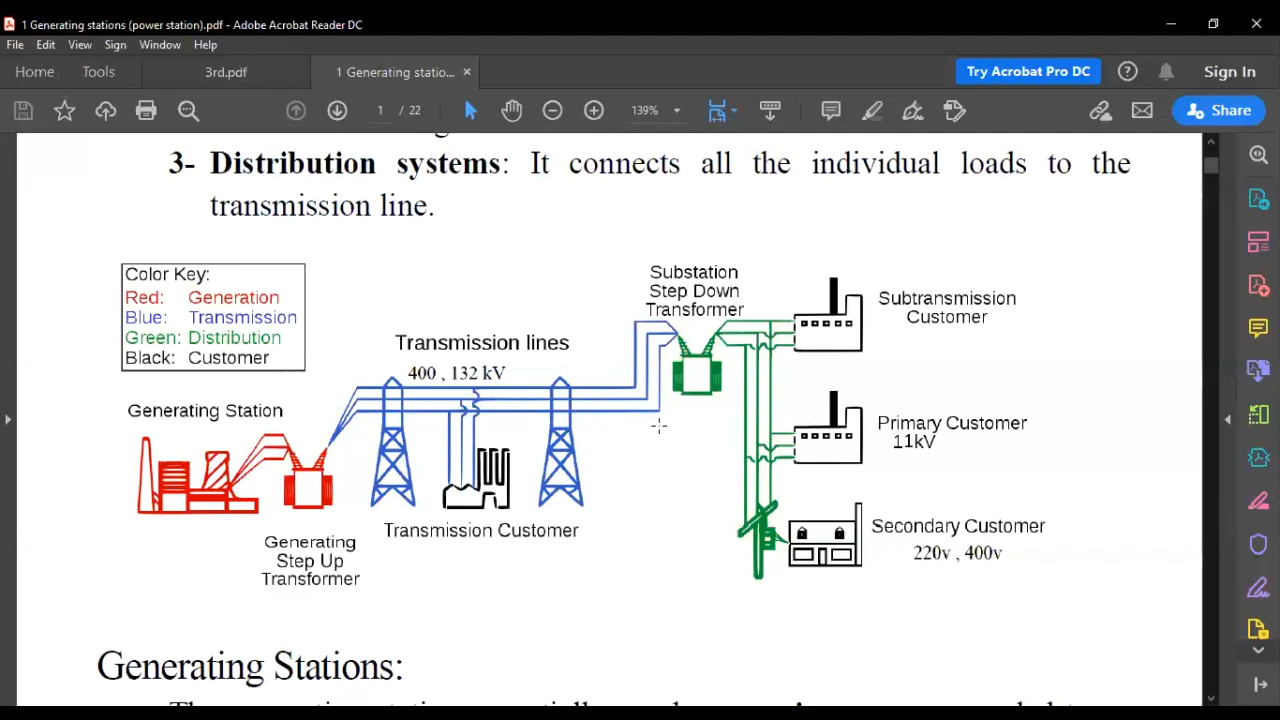 1 Generating stations (power station).pdf - Adobe Acrobat Reader DC
File Edit View Sign Window Help
Home Tools 3rd.pdf 1 Generating statio... × Try Acrobat Pro DC Sign In
1 / 22 139% Share
3- Distribution systems: It connects all the individual loads to the
transmission line.
Color Key:
Red: Generation
Blue: Transmission
Green: Distribution
Black: Customer
Generating Station
Generating
Step Up
Transformer
Transmission lines
400 , 132 kV
Transmission Customer
Substation
Step Down
Transformer
Subtransmission
Customer
Primary Customer
11kV
Secondary Customer
220v , 400v
Generating Stations: